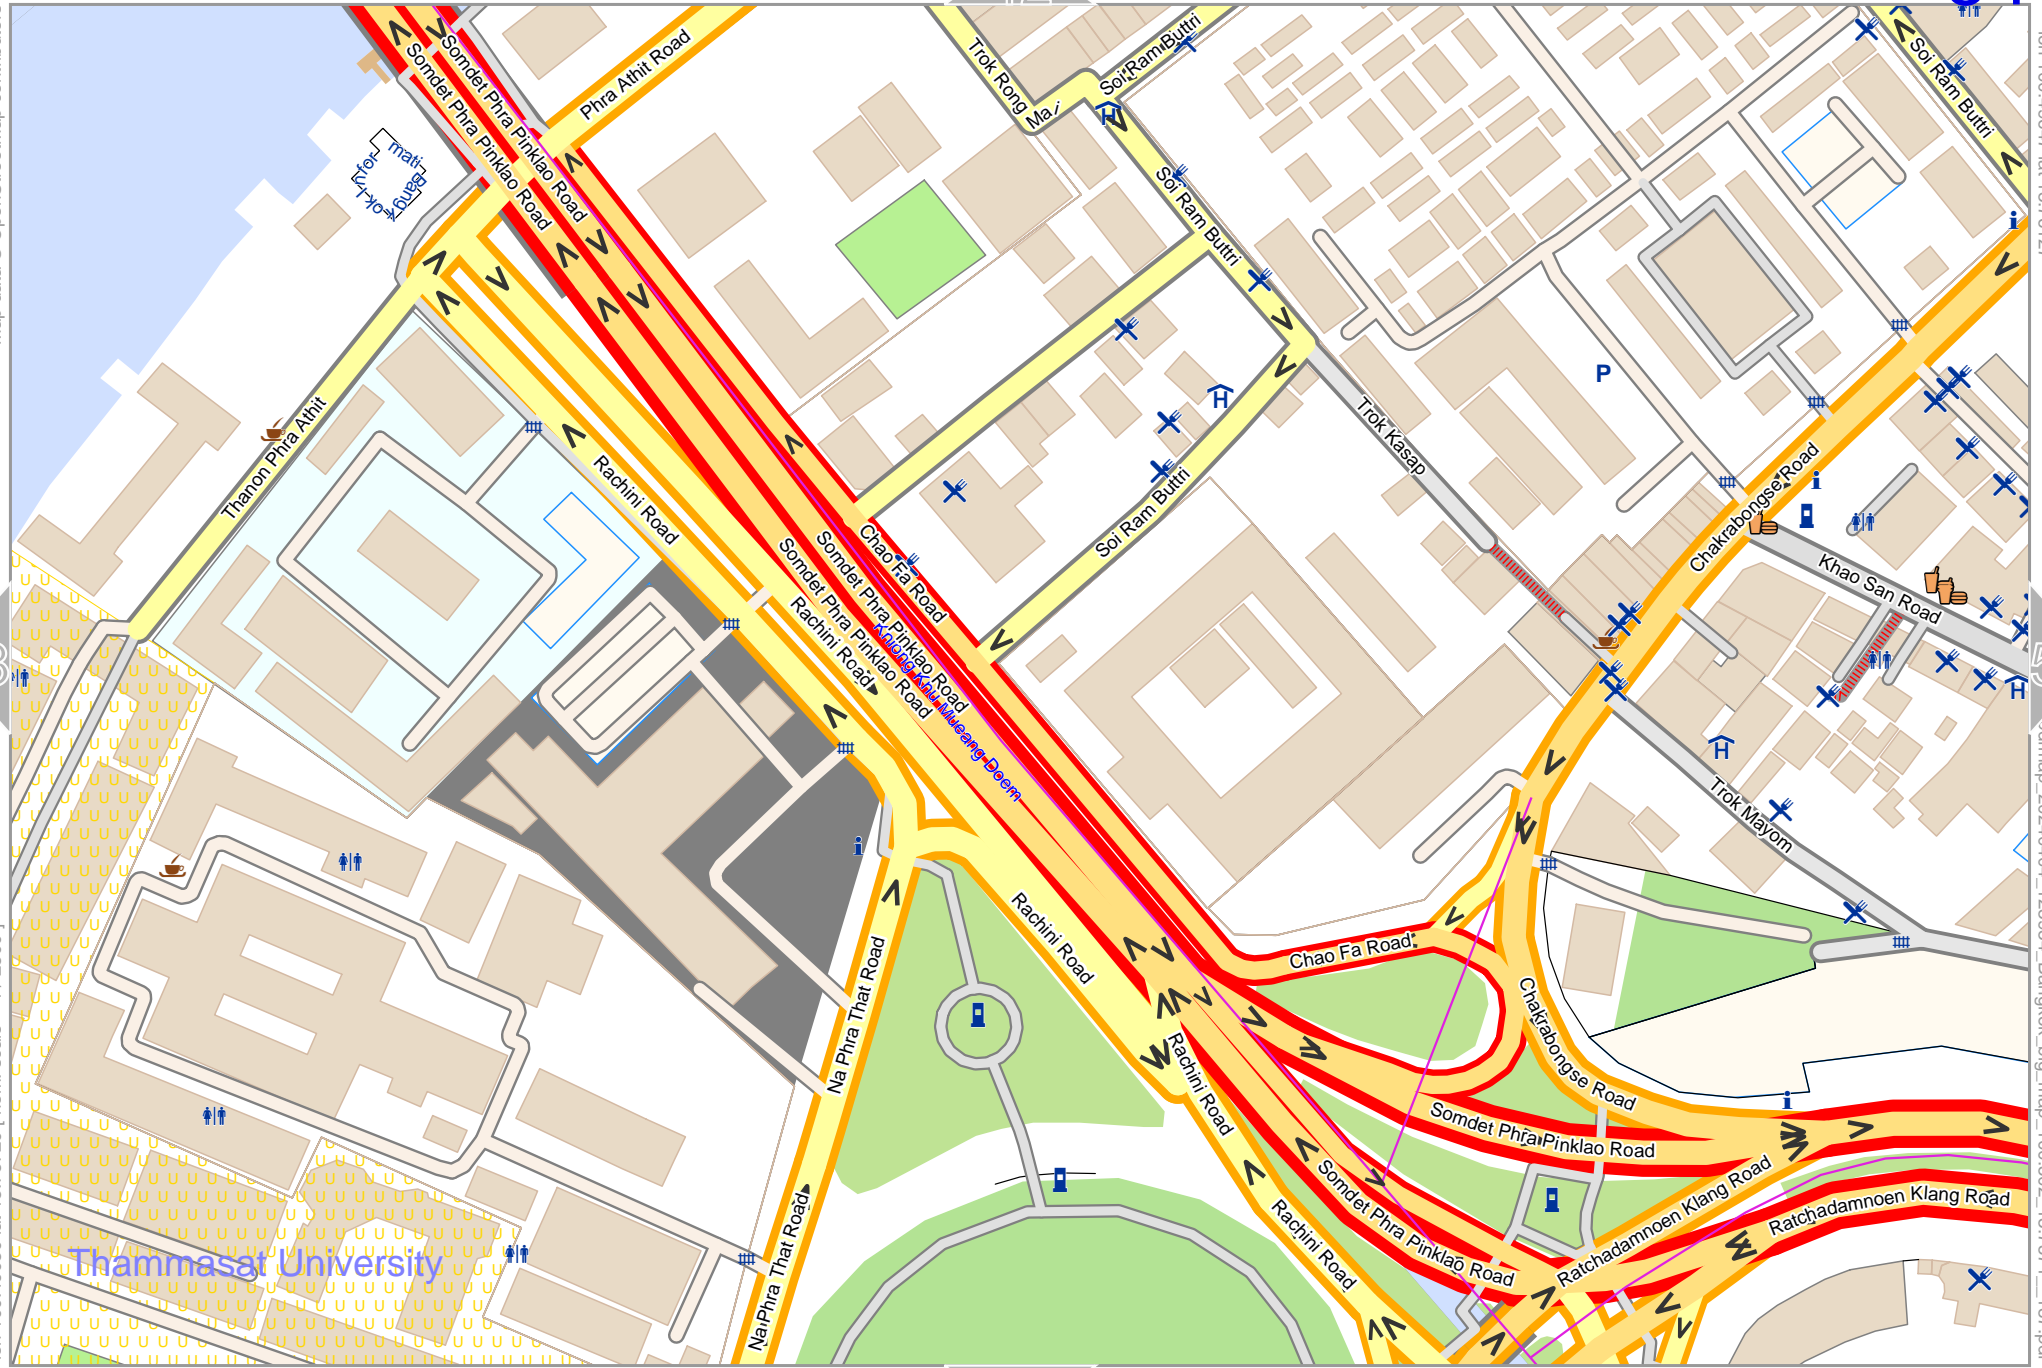 Somdet Phra Pinklao Road
Somdet Phra Pinklao Road
Phra Athit Road
Trok Rong Mai
Soi Ram Buttri
Soi Ram Buttri
Soi Ram Buttri
Thanon Phra Athit
Rachini Road
P
Trok Kasap
Soi Ram Buttri
Chakrabongse Road
Khao San Road
Chao Fa Road
Somdet Phra Pinklao Road
Somdet Phra Pinklao Road
Rachini Road
Khlong Khu Mueang Doem
Trok Mayom
Rachini Road
Chao Fa Road
Na Phra That Road
Chakrabongse Road
Rachini Road
Somdet Phra Pinklao Road
Ratchadamnoen Klang Road
Ratchadamnoen Klang Road
Somdet Phra Pinklao Road
Rachini Road
Na Phra That Road
Thammasat University